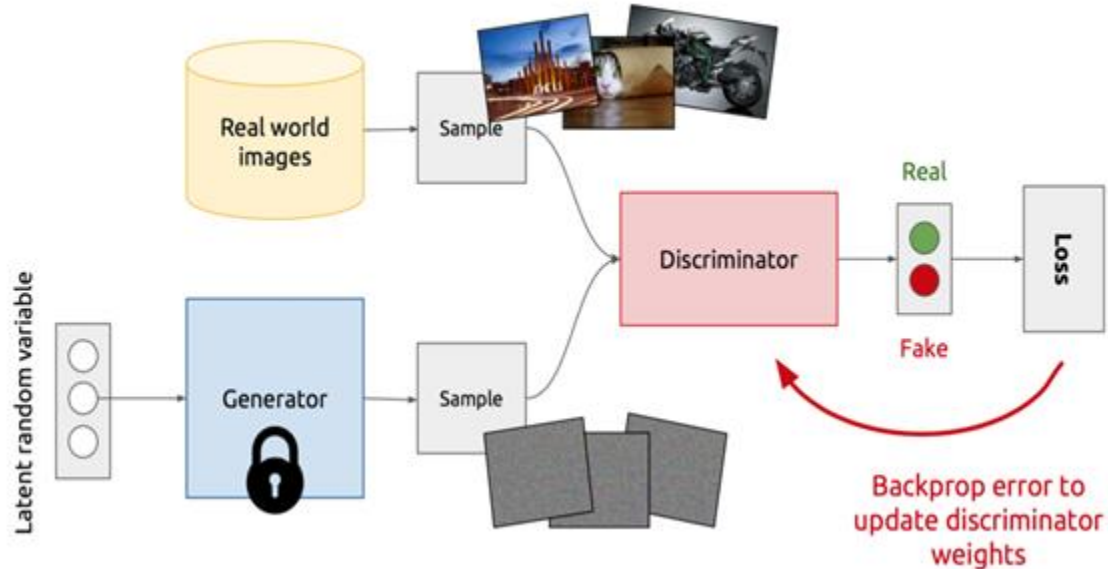 Real world
images
Sample
Latent random variable
Generator
Sample
Discriminator
Real
Fake
Loss
Backprop error to
update discriminator
weights